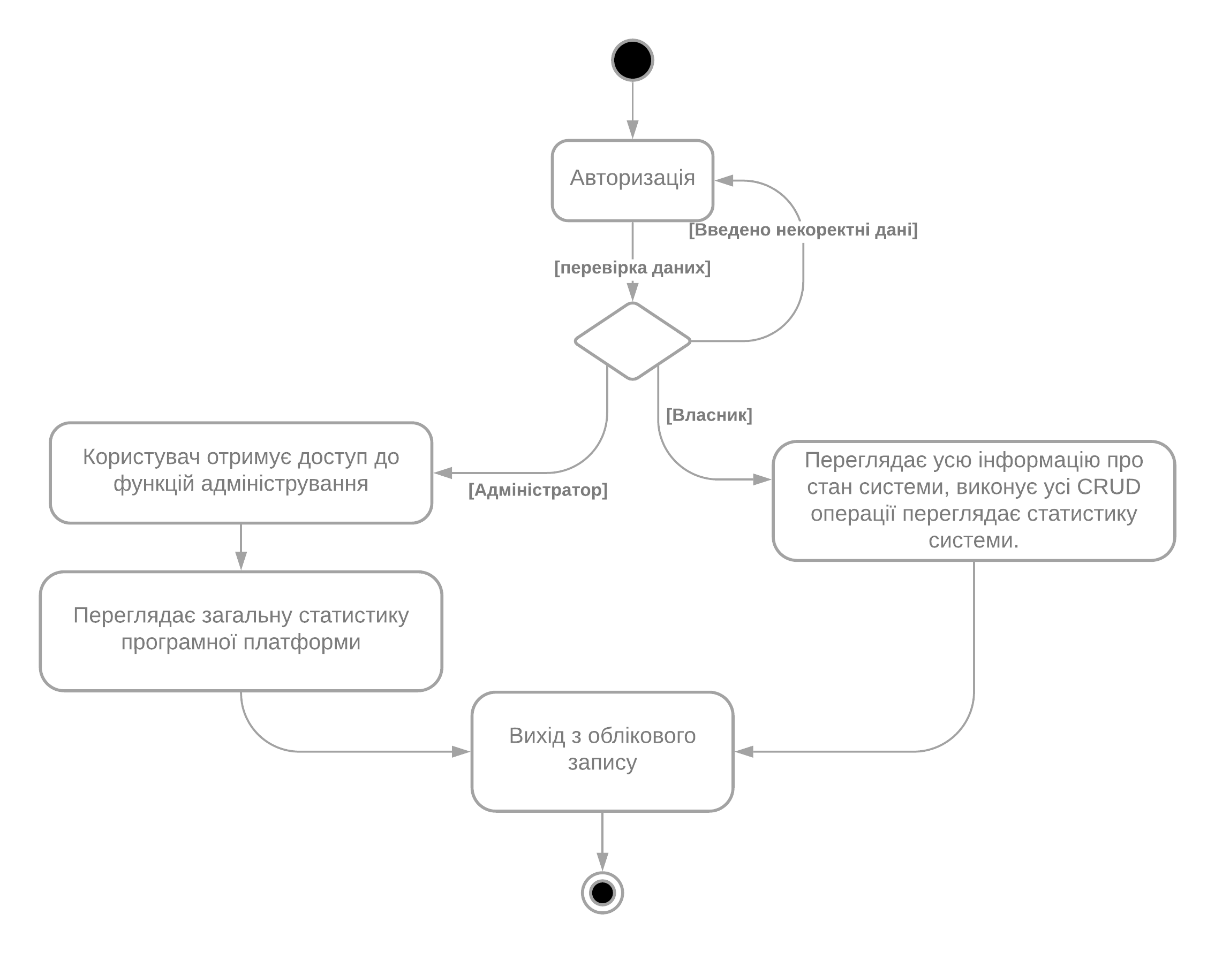 Авторизація
[Введено некоректні дані]
[перевірка даних]
[Власник]
Користувач отримує доступ до
функцій адміністрування
[Адміністратор]
Переглядає усю інформацію про
стан системи, виконує усі CRUD
операції переглядає статистику
системи.
Переглядає загальну статистику
програмної платформи
Вихід з облікового
запису